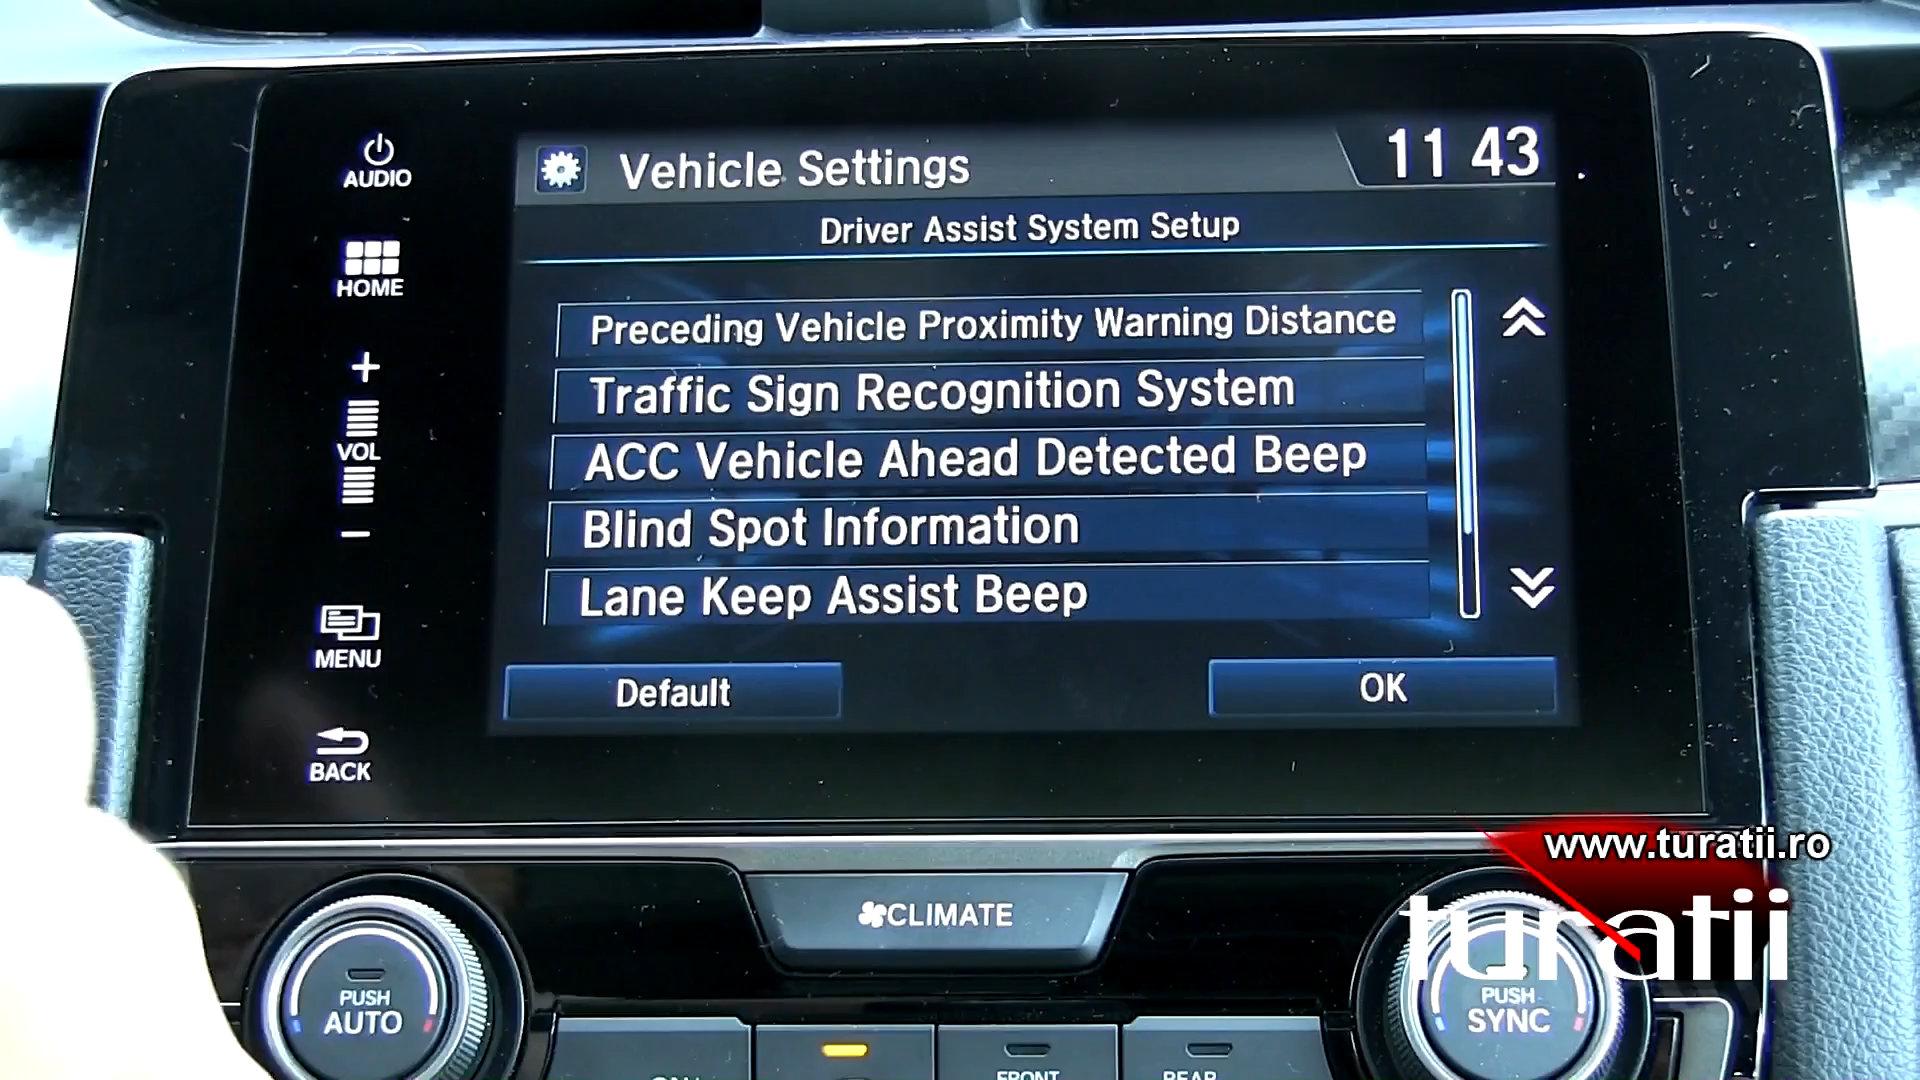 AUDIO
HOME
+
VOL
−
MENU
BACK
Vehicle Settings
11 43
Driver Assist System Setup
Preceding Vehicle Proximity Warning Distance
Traffic Sign Recognition System
ACC Vehicle Ahead Detected Beep
Blind Spot Information
Lane Keep Assist Beep
Default
OK
www.turatii.ro
turatii
CLIMATE
PUSH
AUTO
PUSH
SYNC
FRONT
REAR